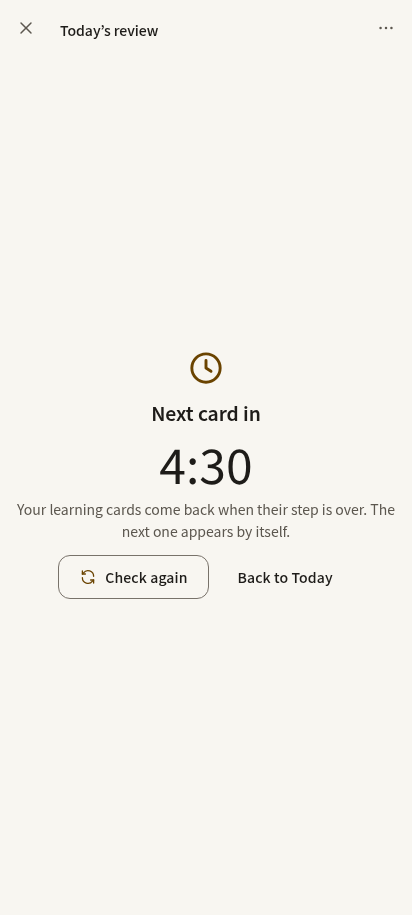 Today’s review
Next card in
4:30
Your learning cards come back when their step is over. The
next one appears by itself.
Check again
Back to Today